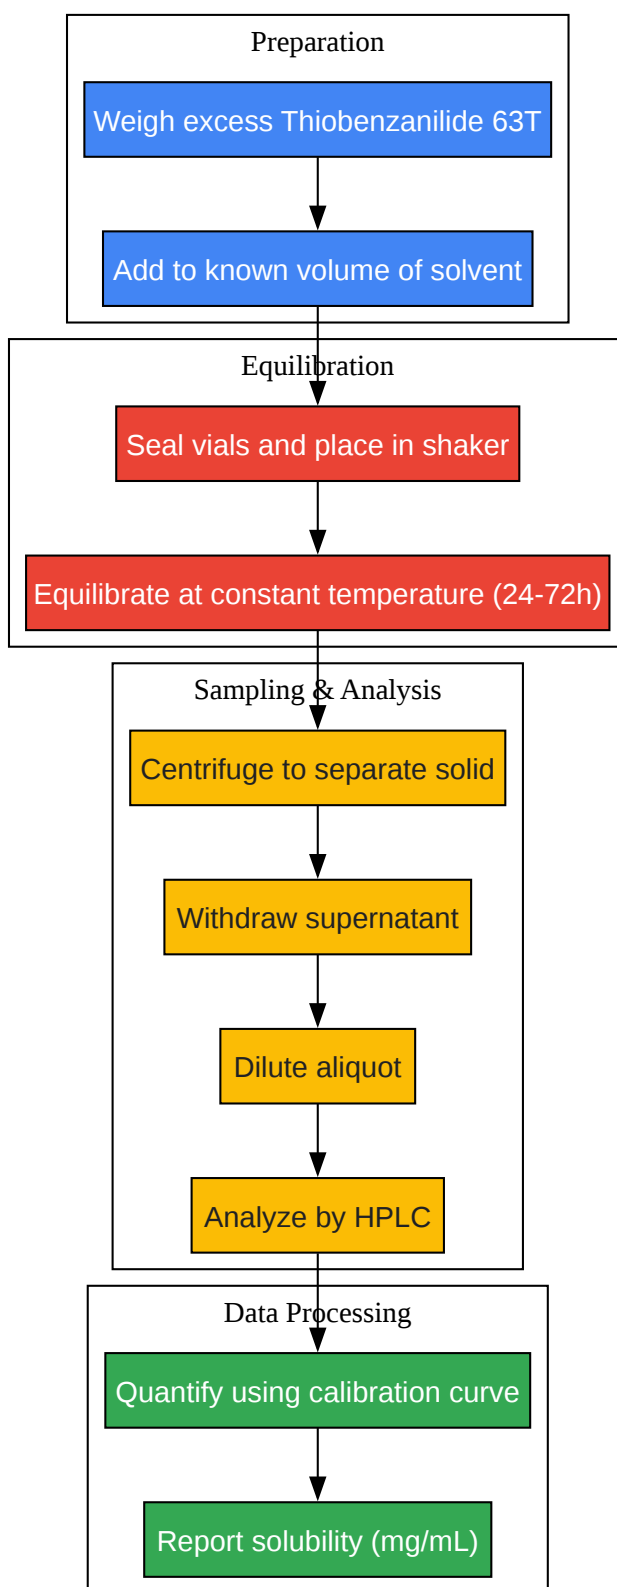 Preparation
Weigh excess Thiobenzanilide 63T
Add to known volume of solvent
Equilibration
Seal vials and place in shaker
Equilibrate at constant temperature (24-72h)
Sampling & Analysis
Centrifuge to separate solid
Withdraw supernatant
Dilute aliquot
Analyze by HPLC
Data Processing
Quantify using calibration curve
Report solubility (mg/mL)